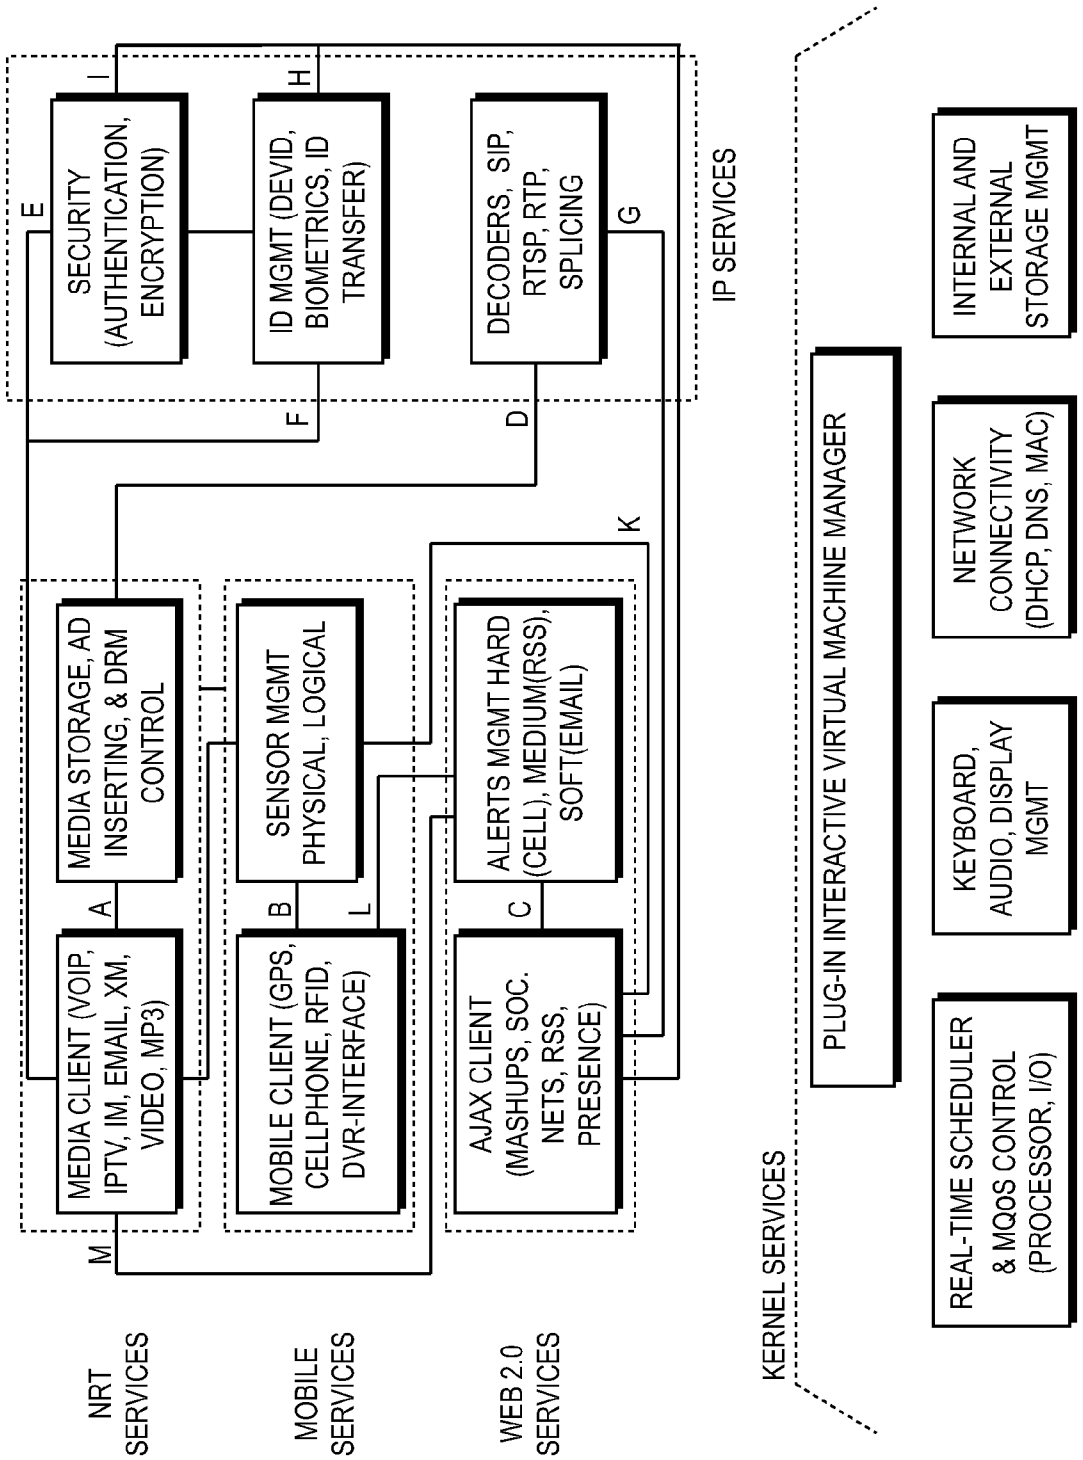 NRT
SERVICES
M
MEDIA CLIENT (VOIP,
IPTV, IM, EMAIL, XM,
VIDEO, MP3)
A
MEDIA STORAGE, AD
INSERTING, & DRM
CONTROL
E
SECURITY
(AUTHENTICATION,
ENCRYPTION)
I
MOBILE
SERVICES
MOBILE CLIENT (GPS,
CELLPHONE, RFID,
DVR-INTERFACE)
B
L
SENSOR MGMT
PHYSICAL, LOGICAL
F
ID MGMT (DEVID,
BIOMETRICS, ID
TRANSFER)
H
WEB 2.0
SERVICES
AJAX CLIENT
(MASHUPS, SOC.
NETS, RSS,
PRESENCE)
C
ALERTS MGMT HARD
(CELL), MEDIUM(RSS),
SOFT(EMAIL)
D
K
DECODERS, SIP,
RTSP, RTP,
SPLICING
G
IP SERVICES
KERNEL SERVICES
PLUG-IN INTERACTIVE VIRTUAL MACHINE MANAGER
REAL-TIME SCHEDULER
& MQOS CONTROL
(PROCESSOR, I/O)
KEYBOARD,
AUDIO, DISPLAY
MGMT
NETWORK
CONNECTIVITY
(DHCP, DNS, MAC)
INTERNAL AND
EXTERNAL
STORAGE MGMT